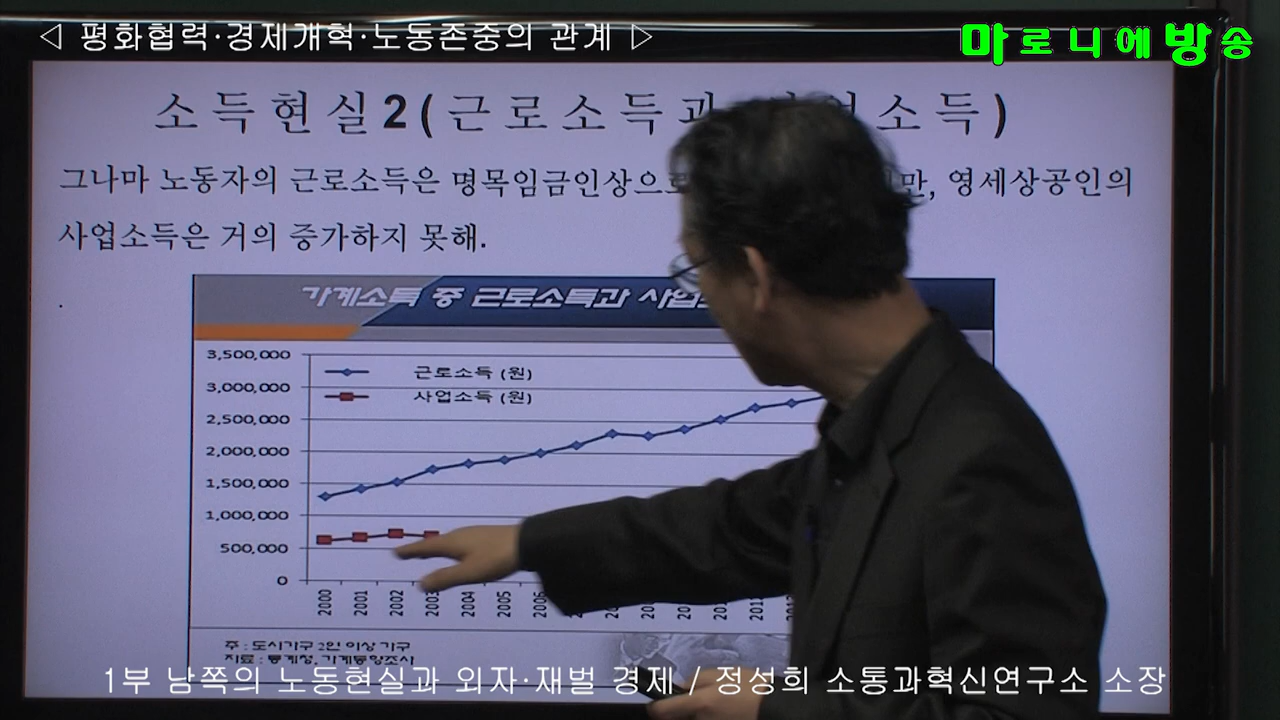 ◁ 평화협력·경제개혁·노동존중의 관계 ▷
마로니에방송
소득현실2(근로소득과 소득)
그나마 노동자의 근로소득은 명목임금인상으로 영세상공인의
사업소득은 거의 증가하지 못해.
가계소득 중 근로소득과 사업
3,500,000
근로소득 (원)
3,000,000
사업소득 (원)
2,500,000
2,000,000
1,500,000
1,000,000
500,000
0
2000 2001 2002 2003 2004 2005 2006
주 : 도시가구 2인 이상 가구
자료 : 통계청, 가계동향조사
1부 남쪽의 노동현실과 외자·재벌 경제 / 정성희 소통과혁신연구소 소장